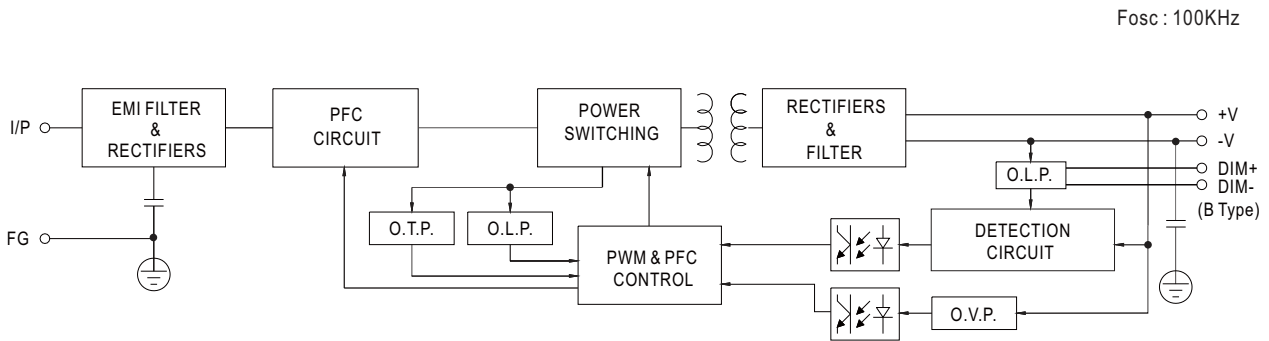 Fosc : 100KHz
I/P
EMI FILTER
&
RECTIFIERS
PFC
CIRCUIT
POWER
SWITCHING
RECTIFIERS
&
FILTER
+V
-V
DIM+
DIM-
(B Type)
O.L.P.
FG
O.T.P.
O.L.P.
PWM & PFC
CONTROL
DETECTION
CIRCUIT
O.V.P.